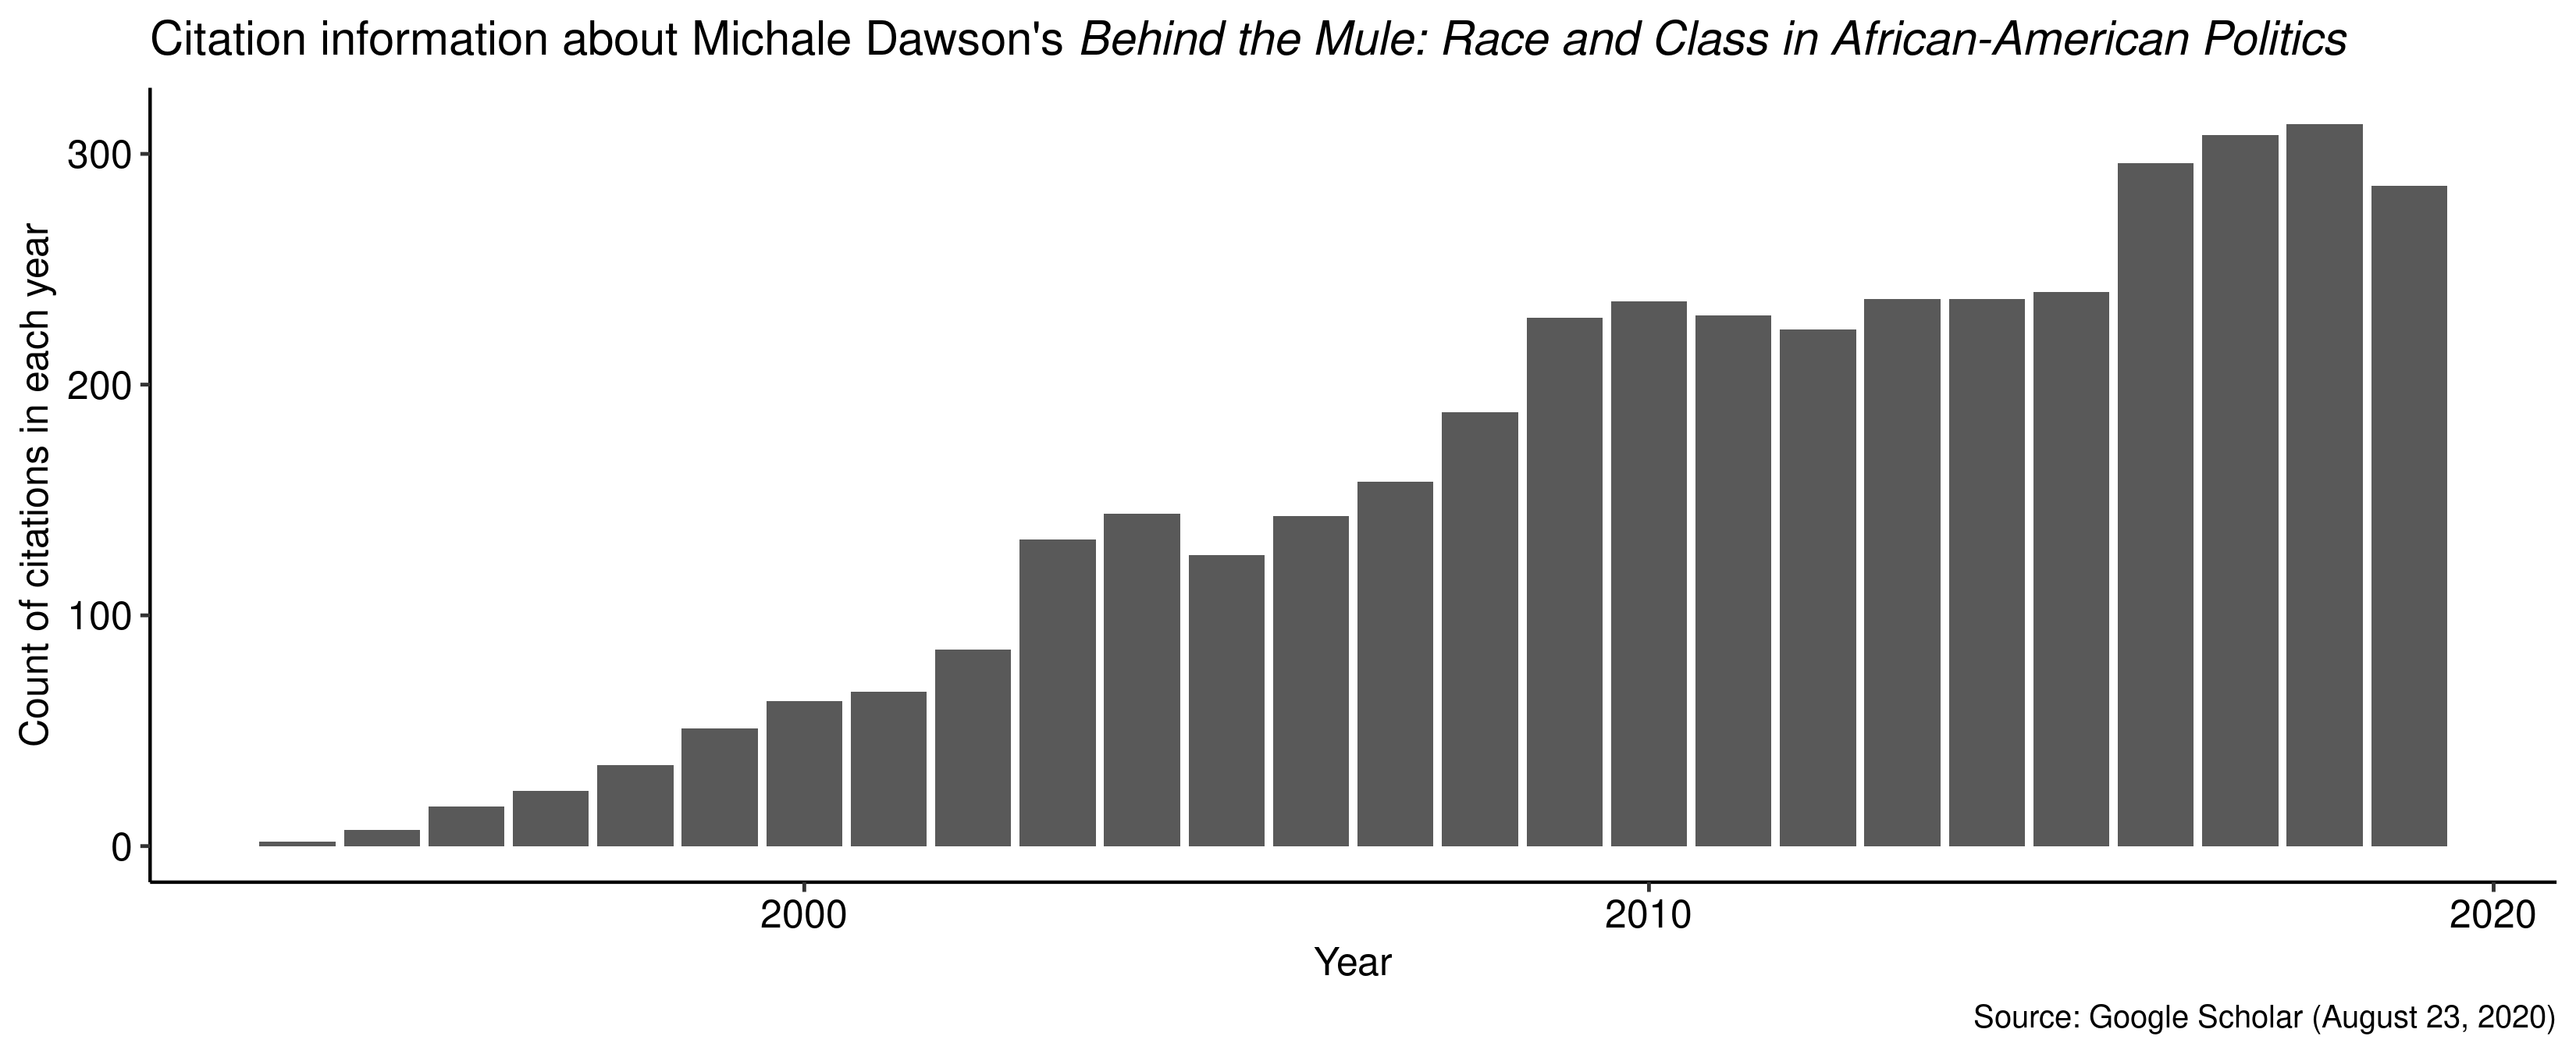 Citation information about Michale Dawson's Behind the Mule: Race and Class in African-American Politics
Count of citations in each year
300
200
100
0
2000
2010
2020
Year
Source: Google Scholar (August 23, 2020)